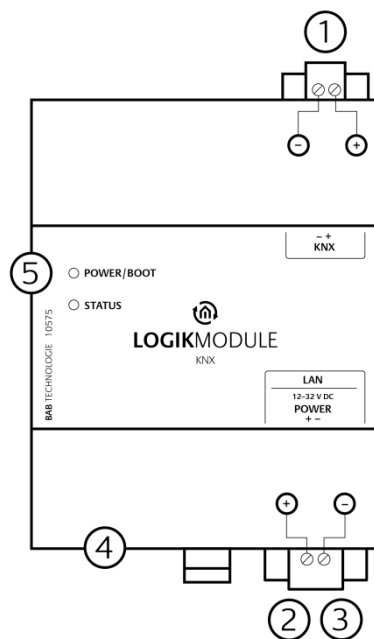 1
− +
− +
KNX
5
POWER/BOOT
STATUS
BAB TECHNOLOGIE 10575
LOGIKMODULE
KNX
LAN
12–32 V DC
POWER
+ −
+ −
4
2 3